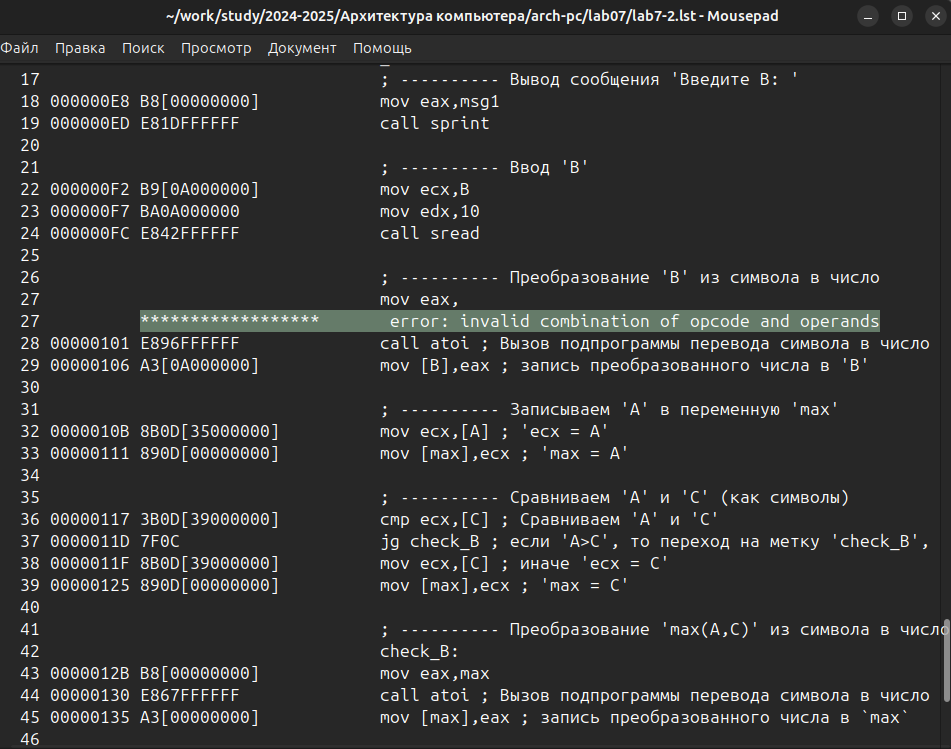 ~/work/study/2024-2025/Архитектура компьютера/arch-pc/lab07/lab7-2.lst - Mousepad
Файл Правка Поиск Просмотр Документ Помощь
17 ; ---------- Вывод сообщения 'Введите B: '
18 000000E8 B8[00000000] mov eax,msg1
19 000000ED E81DFFFFFF call sprint
20
21 ; ---------- Ввод 'B'
22 000000F2 B9[0A000000] mov ecx,B
23 000000F7 BA0A000000 mov edx,10
24 000000FC E842FFFFFF call sread
25
26 ; ---------- Преобразование 'B' из символа в число
27 mov eax,
27 ****************** error: invalid combination of opcode and operands
28 00000101 E896FFFFFF call atoi ; Вызов подпрограммы перевода символа в число
29 00000106 A3[0A000000] mov [B],eax ; запись преобразованного числа в 'B'
30
31 ; ---------- Записываем 'A' в переменную 'max'
32 0000010B 8B0D[35000000] mov ecx,[A] ; 'ecx = A'
33 00000111 890D[00000000] mov [max],ecx ; 'max = A'
34
35 ; ---------- Сравниваем 'A' и 'C' (как символы)
36 00000117 3B0D[39000000] cmp ecx,[C] ; Сравниваем 'A' и 'C'
37 0000011D 7F0C jg check_B ; если 'A>C', то переход на метку 'check_B',
38 0000011F 8B0D[39000000] mov ecx,[C] ; иначе 'ecx = C'
39 00000125 890D[00000000] mov [max],ecx ; 'max = C'
40
41 ; ---------- Преобразование 'max(A,C)' из символа в число
42 check_B:
43 0000012B B8[00000000] mov eax,max
44 00000130 E867FFFFFF call atoi ; Вызов подпрограммы перевода символа в число
45 00000135 A3[00000000] mov [max],eax ; запись преобразованного числа в `max`
46